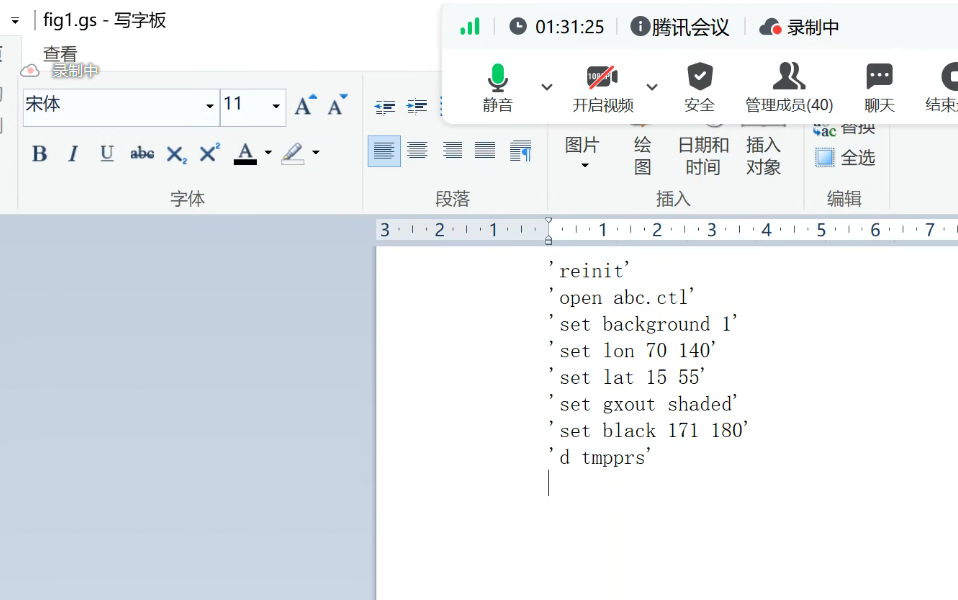 fig1.gs - 写字板
01:31:25
腾讯会议
录制中
查看
录制中
静音
开启视频
安全
管理成员(40)
聊天
宋体
11
图片
绘图
日期和时间
插入对象
替换
全选
字体
段落
插入
编辑
3 2 1 1 2 3 4 5 6 7
'reinit'
'open abc.ctl'
'set background 1'
'set lon 70 140'
'set lat 15 55'
'set gxout shaded'
'set black 171 180'
'd tmpprs'